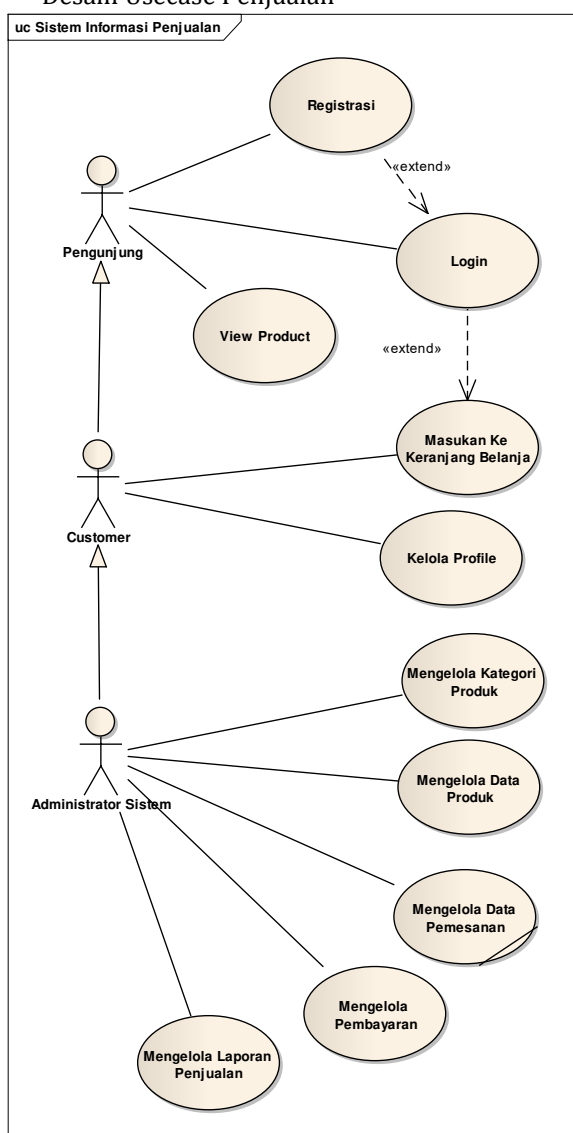 Desain Usecase Penjualan
uc Sistem Informasi Penjualan
Registrasi
«extend»
Pengunjung
Login
View Product
«extend»
Masukan Ke
Keranjang Belanja
Customer
Kelola Profile
Mengelola Kategori
Produk
Mengelola Data
Produk
Administrator Sistem
Mengelola Data
Pemesanan
Mengelola
Pembayaran
Mengelola Laporan
Penjualan